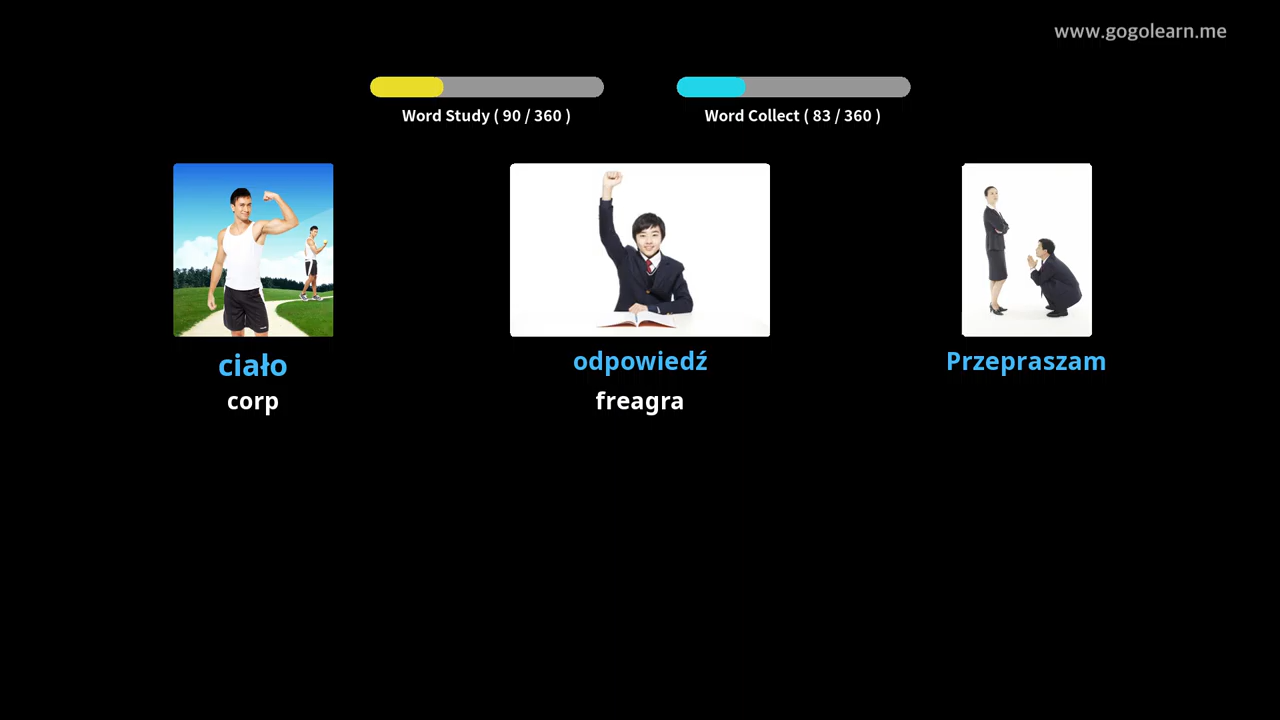 www.gogolearn.me
Word Study ( 90 / 360 )
Word Collect ( 83 / 360 )
ciało
odpowiedź
Przepraszam
corp
freagra